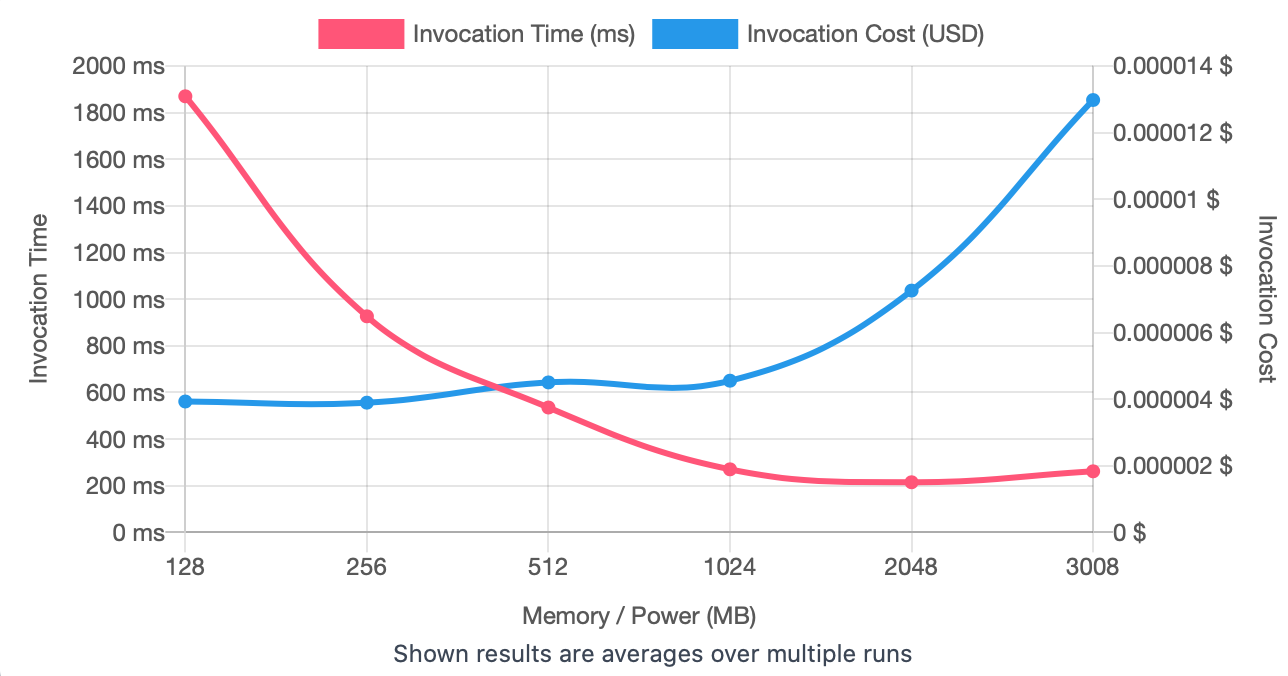 Invocation Time (ms) Invocation Cost (USD)
2000 ms 0.000014 $
1800 ms 0.000012 $
1600 ms 0.00001 $
1400 ms 0.000008 $
1200 ms 0.000006 $
1000 ms 0.000004 $
800 ms 0.000002 $
600 ms 0 $
400 ms
200 ms
0 ms
Invocation Time
Invocation Cost
128 256 512 1024 2048 3008
Memory / Power (MB)
Shown results are averages over multiple runs